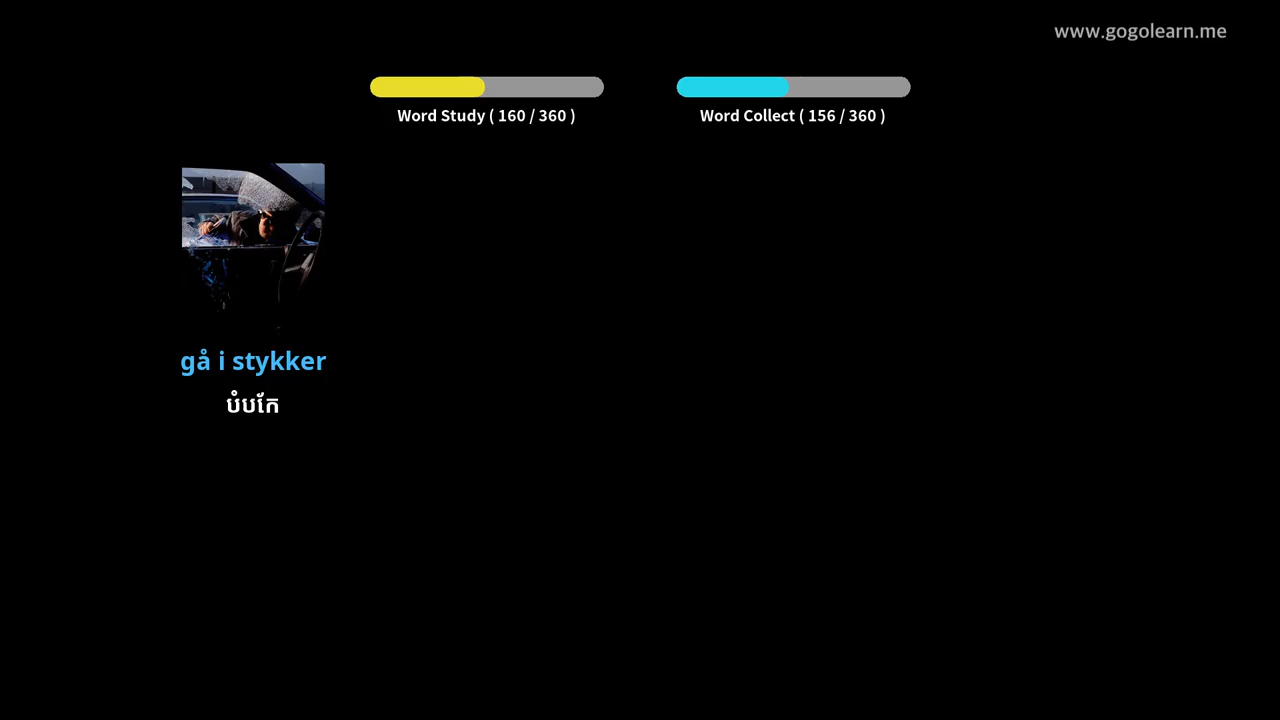 www.gogolearn.me
Word Study ( 160 / 360 )
Word Collect ( 156 / 360 )
gå i stykker
បំបកែ